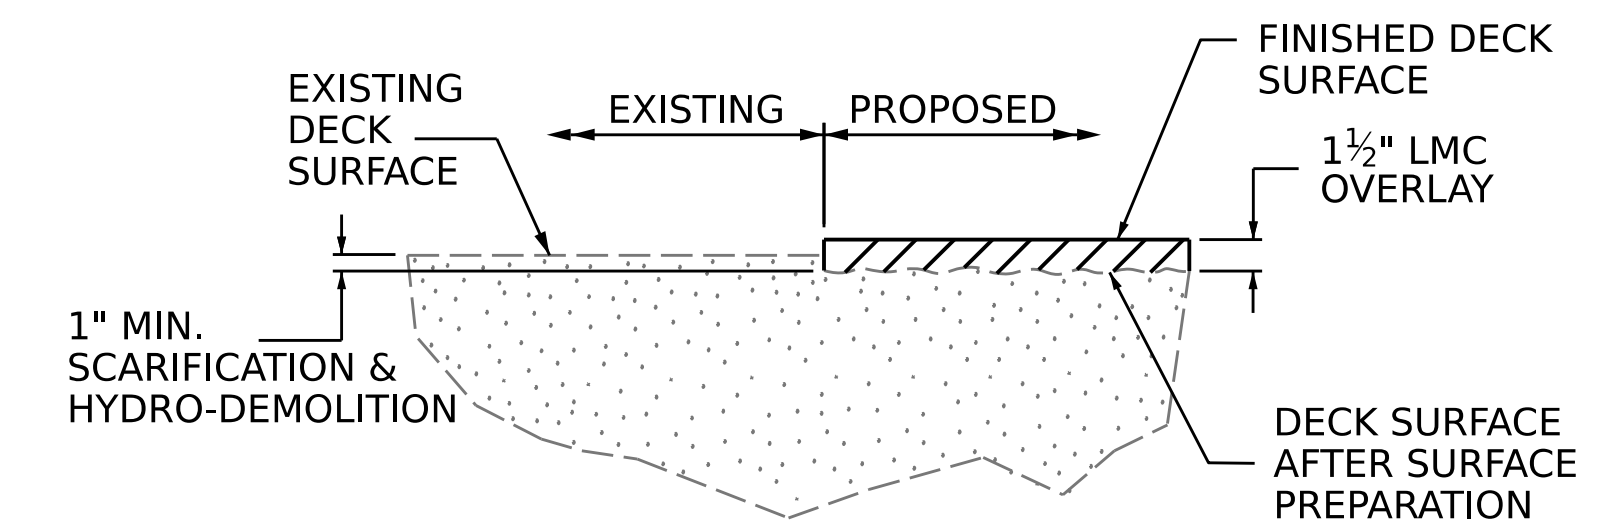 FINISHED DECK
SURFACE
EXISTING
DECK
SURFACE
EXISTING
PROPOSED
1½" LMC
OVERLAY
1" MIN.
SCARIFICATION &
HYDRO-DEMOLITION
DECK SURFACE
AFTER SURFACE
PREPARATION